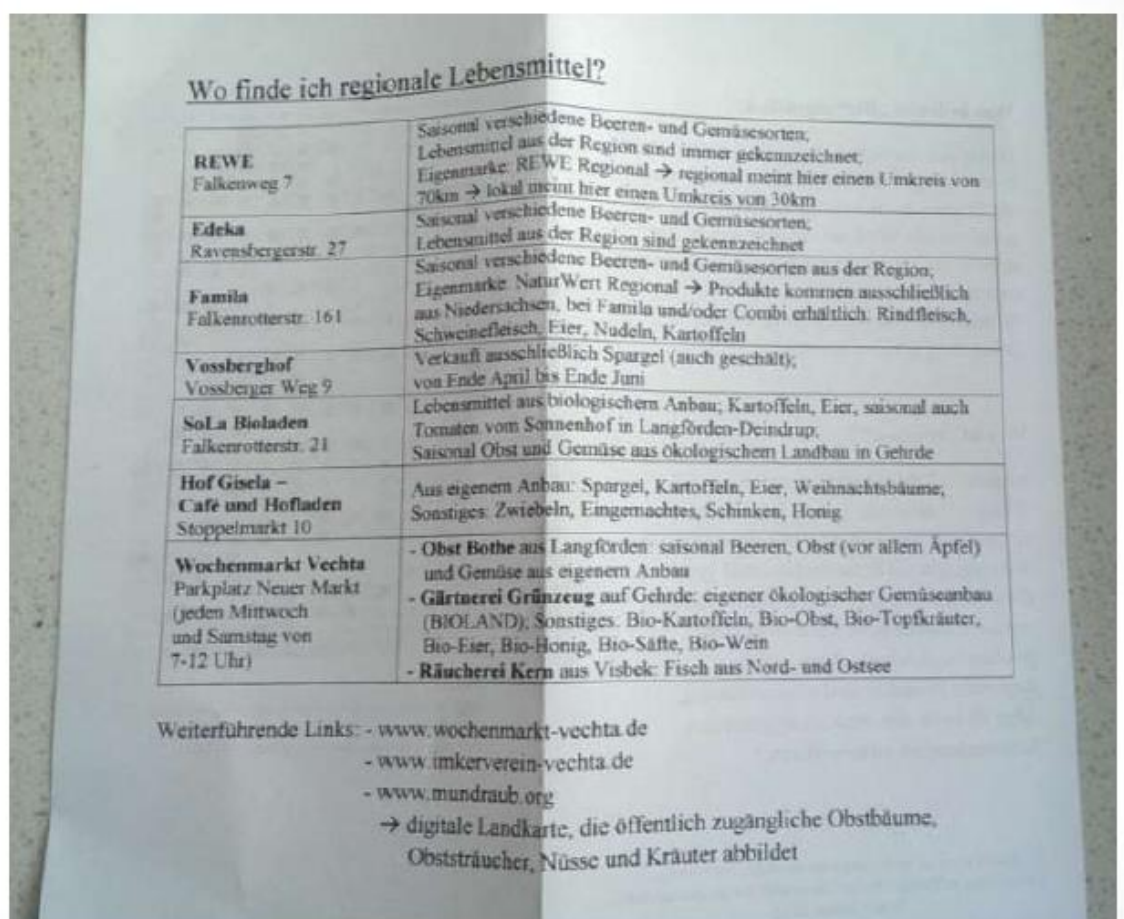 Wo finde ich regionale Lebensmittel?
REWE
Falkenweg 7
Saisonal verschiedene Beeren- und Gemüsesorten;
Lebensmittel aus der Region sind immer gekennzeichnet;
Eigenmarke: REWE Regional → regional meint hier einen Umkreis von
70km → lokal meint hier einen Umkreis von 30km
Edeka
Ravensbergerstr. 27
Saisonal verschiedene Beeren- und Gemüsesorten;
Lebensmittel aus der Region sind gekennzeichnet
Famila
Falkenrotterstr. 161
Saisonal verschiedene Beeren- und Gemüsesorten aus der Region;
Eigenmarke: NaturWert Regional → Produkte kommen ausschließlich
aus Niedersachsen, bei Famila und/oder Combi erhältlich: Rindfleisch,
Schweinefleisch, Eier, Nudeln, Kartoffeln
Vossberghof
Vossberger Weg 9
Verkauft ausschließlich Spargel (auch geschält);
von Ende April bis Ende Juni
SoLa Bioladen
Falkenrotterstr. 21
Lebensmittel aus biologischem Anbau; Kartoffeln, Eier, saisonal auch
Tomaten vom Sonnenhof in Langförden-Deindrup;
Saisonal Obst und Gemüse aus ökologischem Landbau in Gehrde
Hof Gisela –
Café und Hofladen
Stoppelmarkt 10
Aus eigenem Anbau: Spargel, Kartoffeln, Eier, Weihnachtsbäume;
Sonstiges: Zwiebeln, Eingemachtes, Schinken, Honig
Wochenmarkt Vechta
Parkplatz Neuer Markt
(jeden Mittwoch
und Samstag von
7-12 Uhr)
- Obst Bothe aus Langförden: saisonal Beeren, Obst (vor allem Äpfel)
und Gemüse aus eigenem Anbau
- Gärtnerei Grünzeug auf Gehrde: eigener ökologischer Gemüseanbau
(BIOLAND); Sonstiges: Bio-Kartoffeln, Bio-Obst, Bio-Topfkräuter,
Bio-Eier, Bio-Honig, Bio-Säfte, Bio-Wein
- Räucherei Kern aus Visbek: Fisch aus Nord- und Ostsee
Weiterführende Links: - www.wochenmarkt-vechta.de
- www.imkerverein-vechta.de
- www.mundraub.org
→ digitale Landkarte, die öffentlich zugängliche Obstbäume,
Obststräucher, Nüsse und Kräuter abbildet